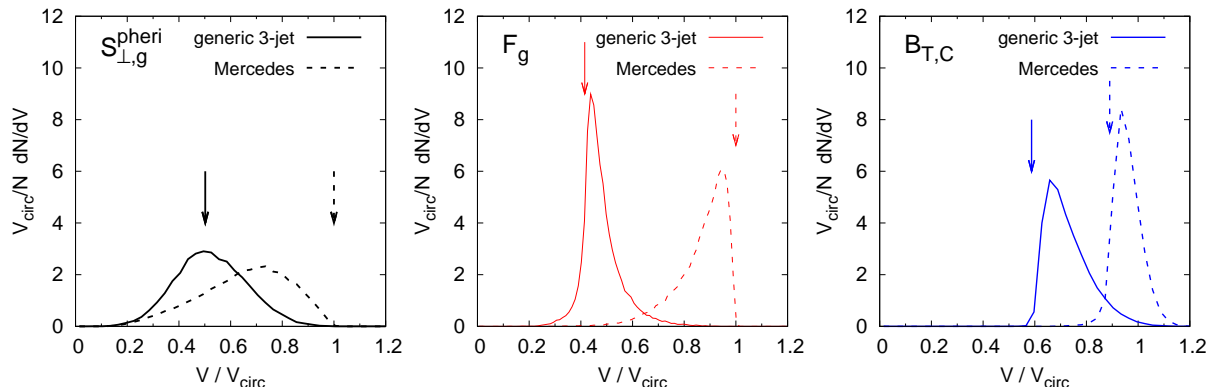 S⊥,g^pheri
generic 3-jet
Mercedes
V_circ/N dN/dV
12
10
8
6
4
2
0
0 0.2 0.4 0.6 0.8 1 1.2
V / V_circ
F_g
generic 3-jet
Mercedes
V_circ/N dN/dV
12
10
8
6
4
2
0
0 0.2 0.4 0.6 0.8 1 1.2
V / V_circ
B_T,C
generic 3-jet
Mercedes
V_circ/N dN/dV
12
10
8
6
4
2
0
0 0.2 0.4 0.6 0.8 1 1.2
V / V_circ